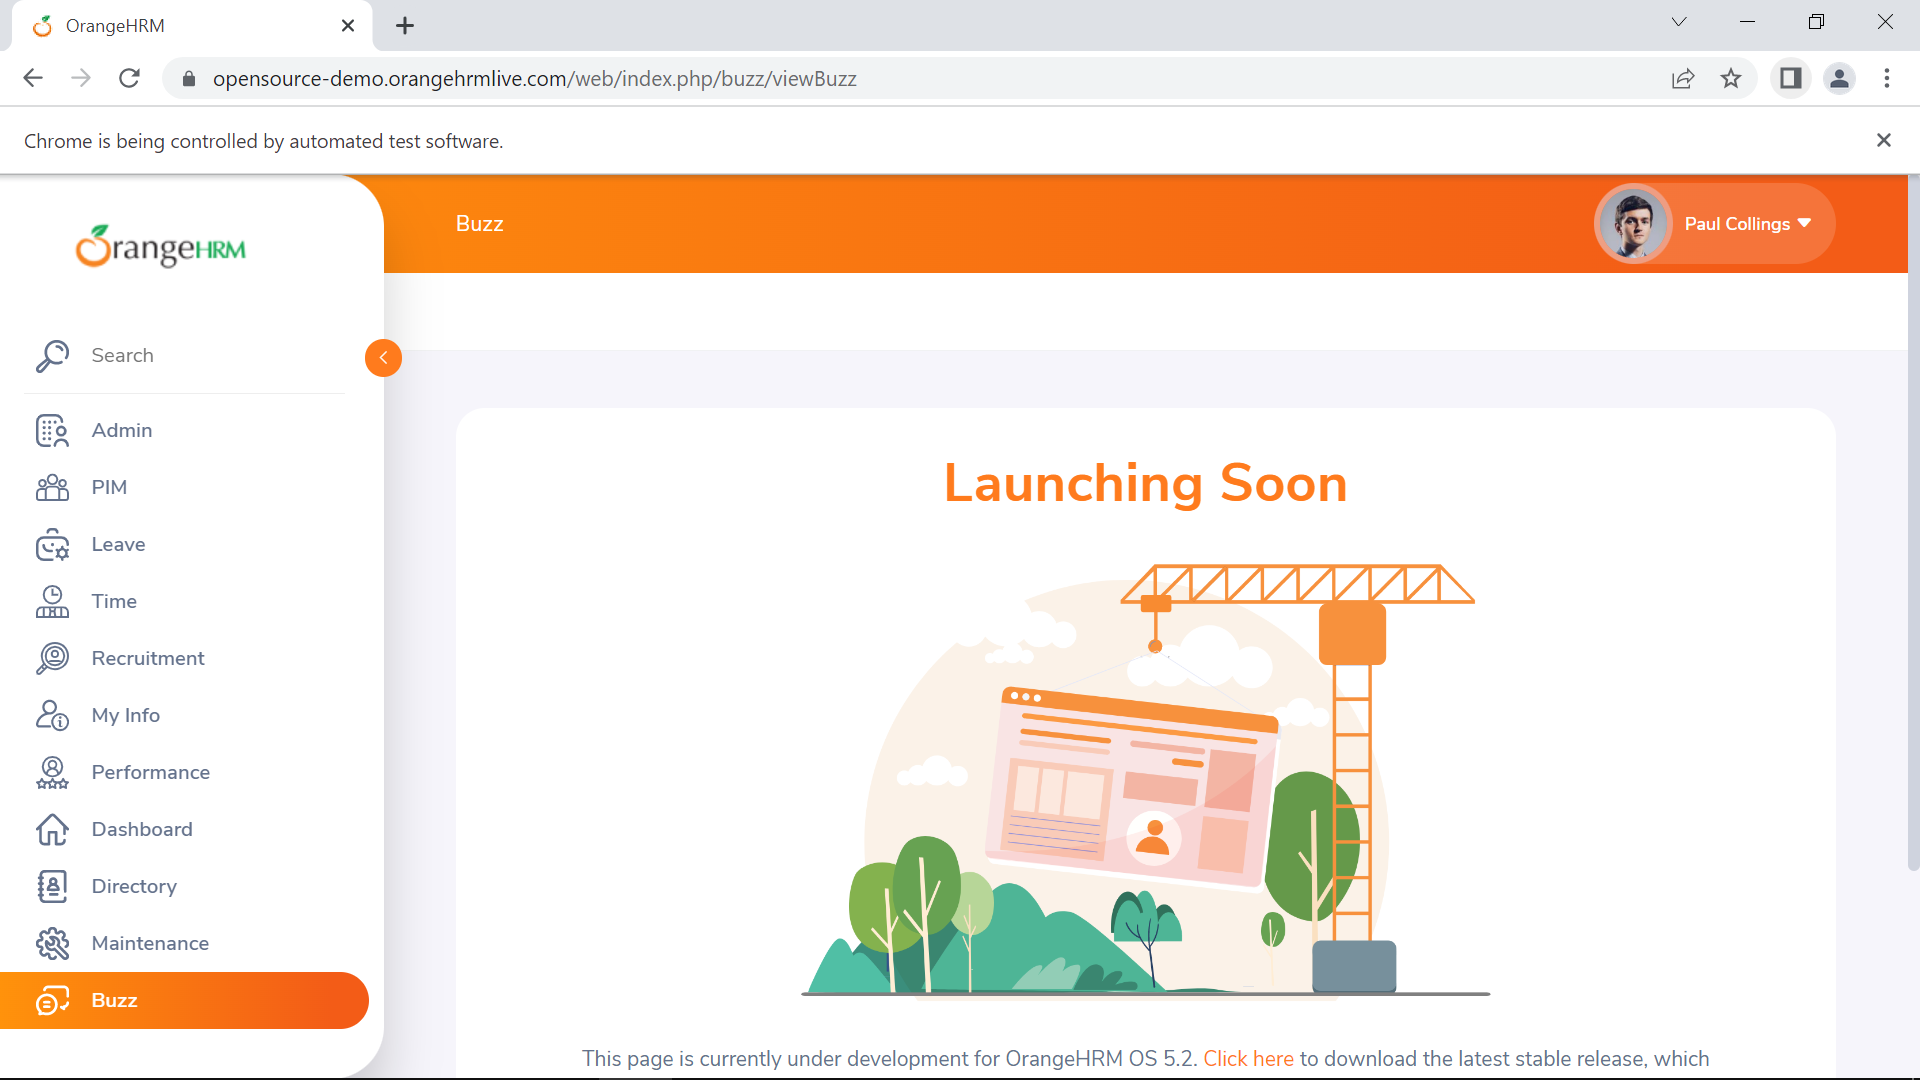 OrangeHRM
opensource-demo.orangehrmlive.com/web/index.php/buzz/viewBuzz
Chrome is being controlled by automated test software.
OrangeHRM
Buzz
Paul Collings
Search
Admin
PIM
Leave
Time
Recruitment
My Info
Performance
Dashboard
Directory
Maintenance
Buzz
Launching Soon
This page is currently under development for OrangeHRM OS 5.2. Click here to download the latest stable release, which